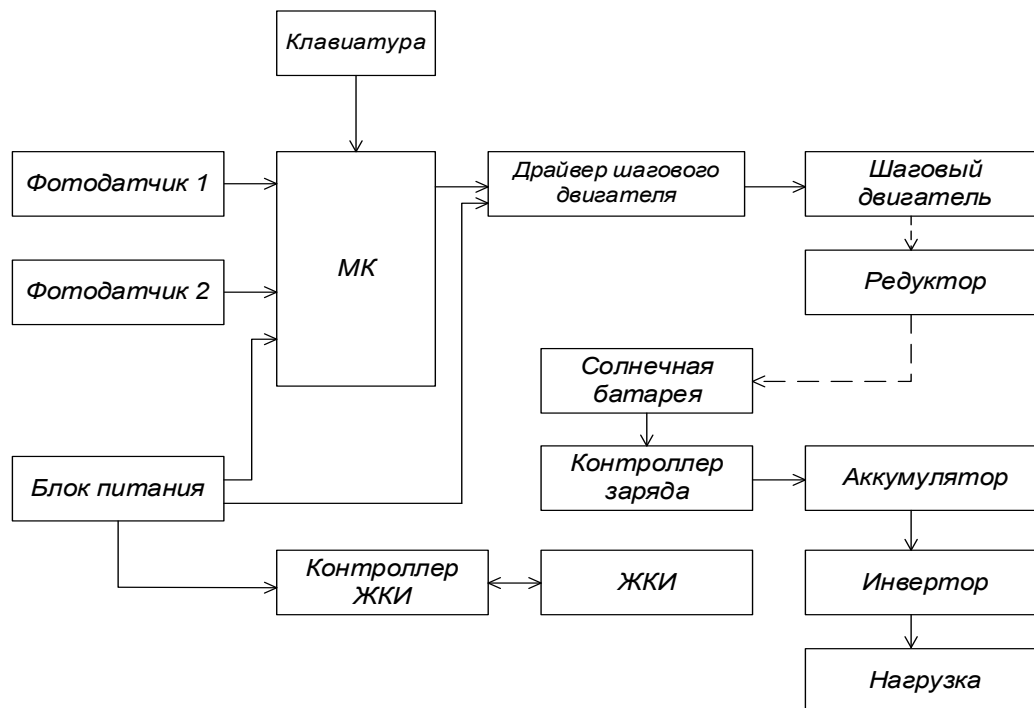 Клавиатура
Фотодатчик 1
Драйвер шагового
двигателя
Шаговый
двигатель
МК
Фотодатчик 2
Редуктор
Солнечная
батарея
Блок питания
Контроллер
заряда
Аккумулятор
Контроллер
ЖКИ
ЖКИ
Инвертор
Нагрузка